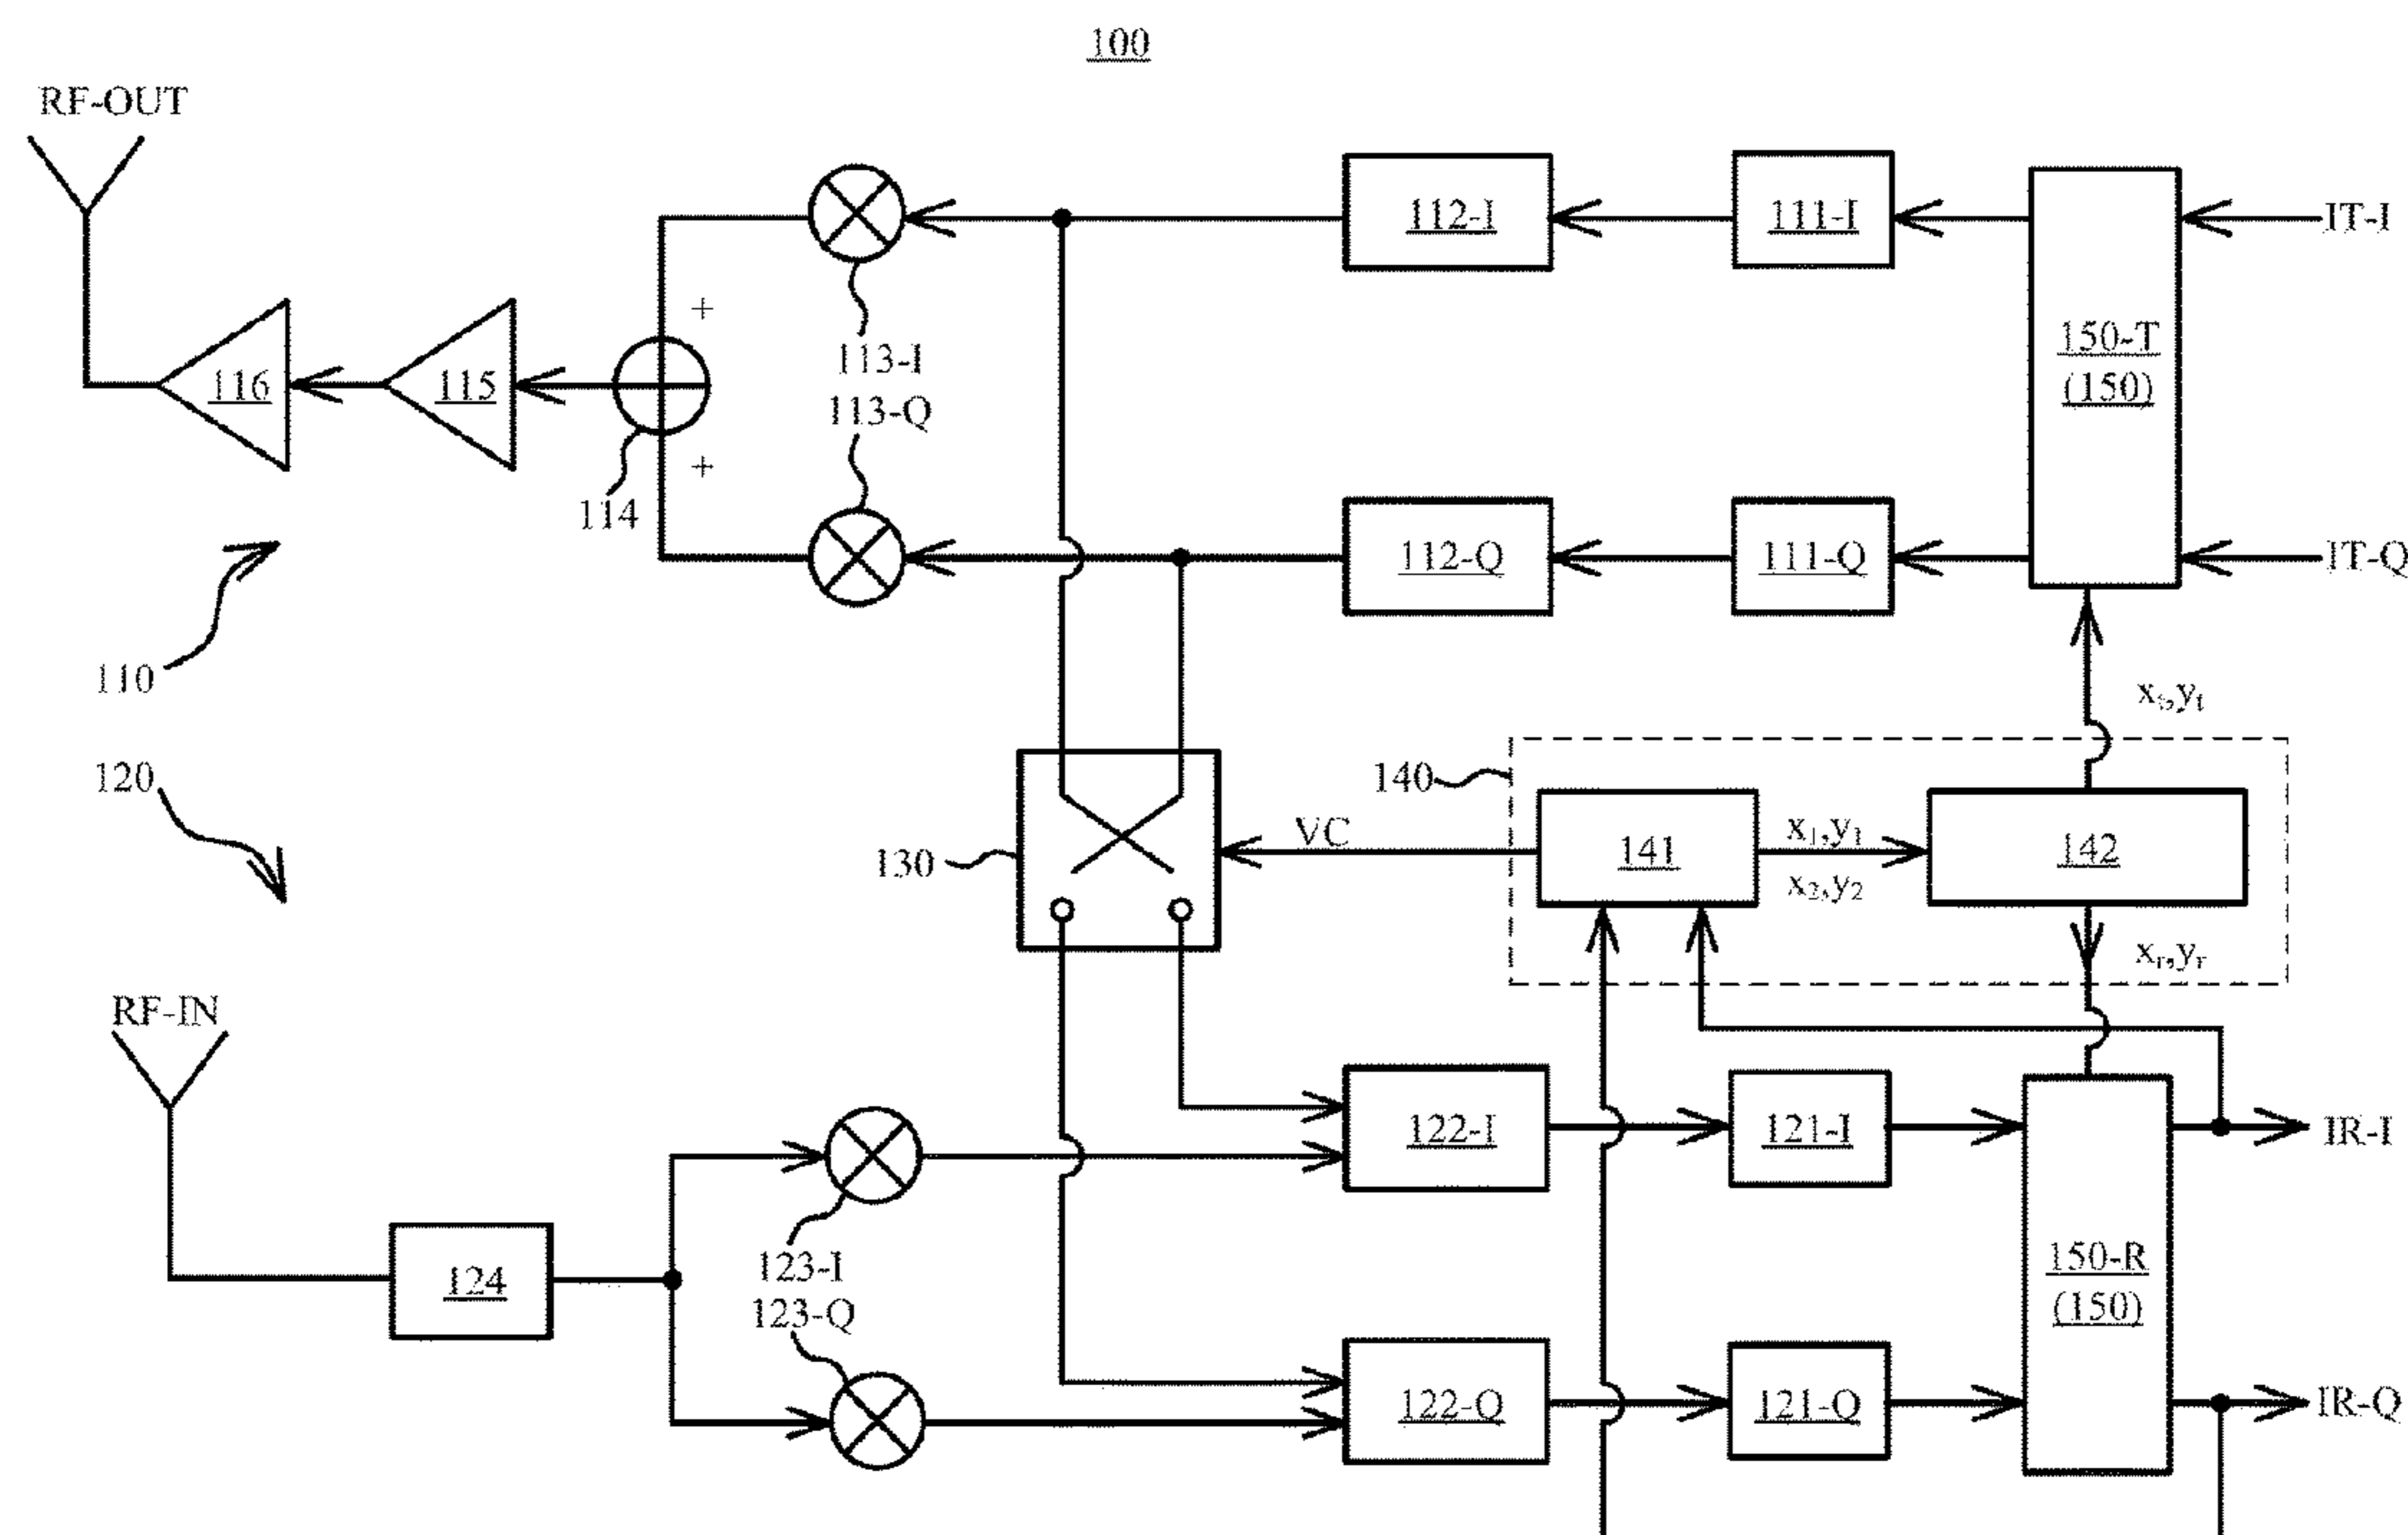 100
RF-OUT
112-I
111-I
IT-I
+
113-I
113-Q
150-T
(150)
116
115
+
114
112-Q
111-Q
IT-Q
110
xₜ,yₜ
120
140
VC
x₁,y₁
x₂,y₂
141
142
130
xᵣ,yᵣ
RF-IN
122-I
121-I
IR-I
123-I
123-Q
124
150-R
(150)
122-Q
121-Q
IR-Q